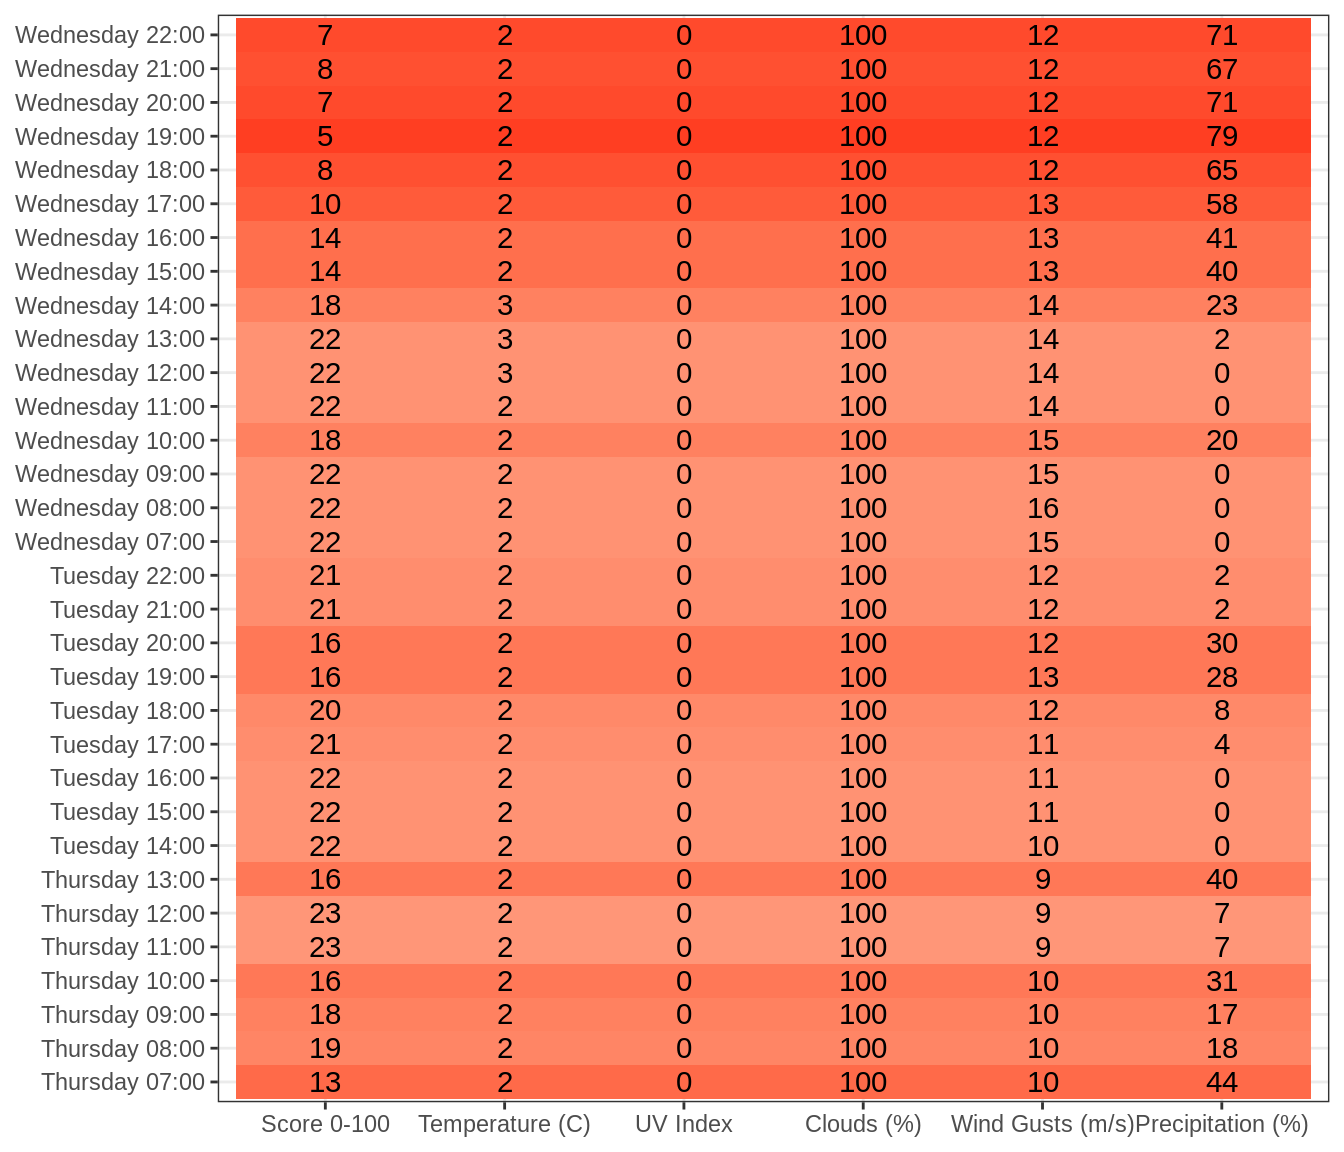 Wednesday 22:00 7 2 0 100 12 71
Wednesday 21:00 8 2 0 100 12 67
Wednesday 20:00 7 2 0 100 12 71
Wednesday 19:00 5 2 0 100 12 79
Wednesday 18:00 8 2 0 100 12 65
Wednesday 17:00 10 2 0 100 13 58
Wednesday 16:00 14 2 0 100 13 41
Wednesday 15:00 14 2 0 100 13 40
Wednesday 14:00 18 3 0 100 14 23
Wednesday 13:00 22 3 0 100 14 2
Wednesday 12:00 22 3 0 100 14 0
Wednesday 11:00 22 2 0 100 14 0
Wednesday 10:00 18 2 0 100 15 20
Wednesday 09:00 22 2 0 100 15 0
Wednesday 08:00 22 2 0 100 16 0
Wednesday 07:00 22 2 0 100 15 0
Tuesday 22:00 21 2 0 100 12 2
Tuesday 21:00 21 2 0 100 12 2
Tuesday 20:00 16 2 0 100 12 30
Tuesday 19:00 16 2 0 100 13 28
Tuesday 18:00 20 2 0 100 12 8
Tuesday 17:00 21 2 0 100 11 4
Tuesday 16:00 22 2 0 100 11 0
Tuesday 15:00 22 2 0 100 11 0
Tuesday 14:00 22 2 0 100 10 0
Thursday 13:00 16 2 0 100 9 40
Thursday 12:00 23 2 0 100 9 7
Thursday 11:00 23 2 0 100 9 7
Thursday 10:00 16 2 0 100 10 31
Thursday 09:00 18 2 0 100 10 17
Thursday 08:00 19 2 0 100 10 18
Thursday 07:00 13 2 0 100 10 44
Score 0-100 Temperature (C) UV Index Clouds (%) Wind Gusts (m/s) Precipitation (%)